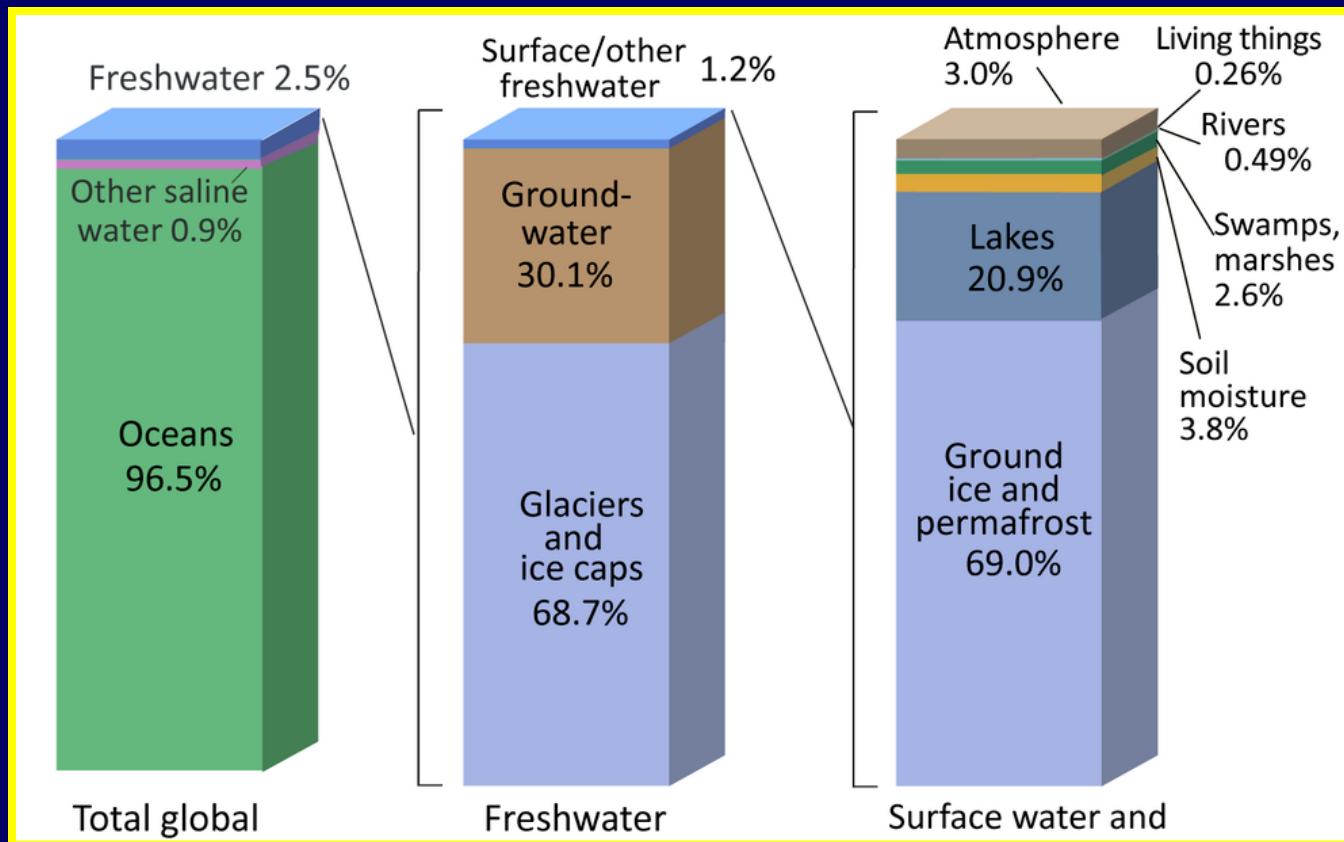 Freshwater 2.5%
Other saline
water 0.9%
Oceans
96.5%
Total global
Surface/other
freshwater
1.2%
Ground-
water
30.1%
Glaciers
and
ice caps
68.7%
Freshwater
Atmosphere
3.0%
Living things
0.26%
Rivers
0.49%
Swamps,
marshes
2.6%
Soil
moisture
3.8%
Lakes
20.9%
Ground
ice and
permafrost
69.0%
Surface water and